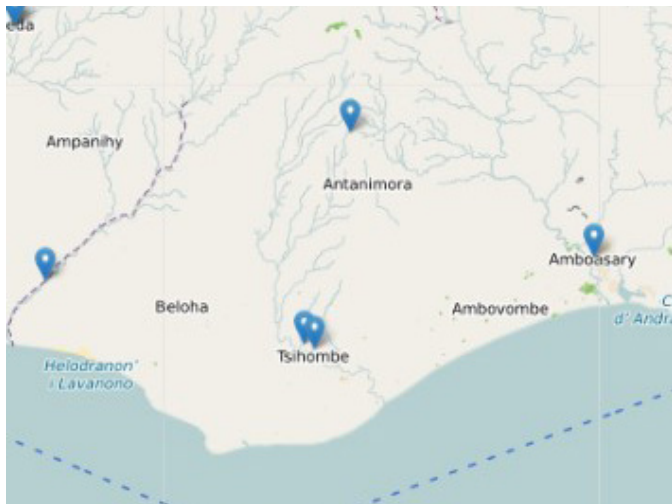 eda
Ampanihy
Antanimora
Amboasary
Beloha
Ambovombe
C
d' Andra
Tsihombe
Helodranon'
i Lavanono